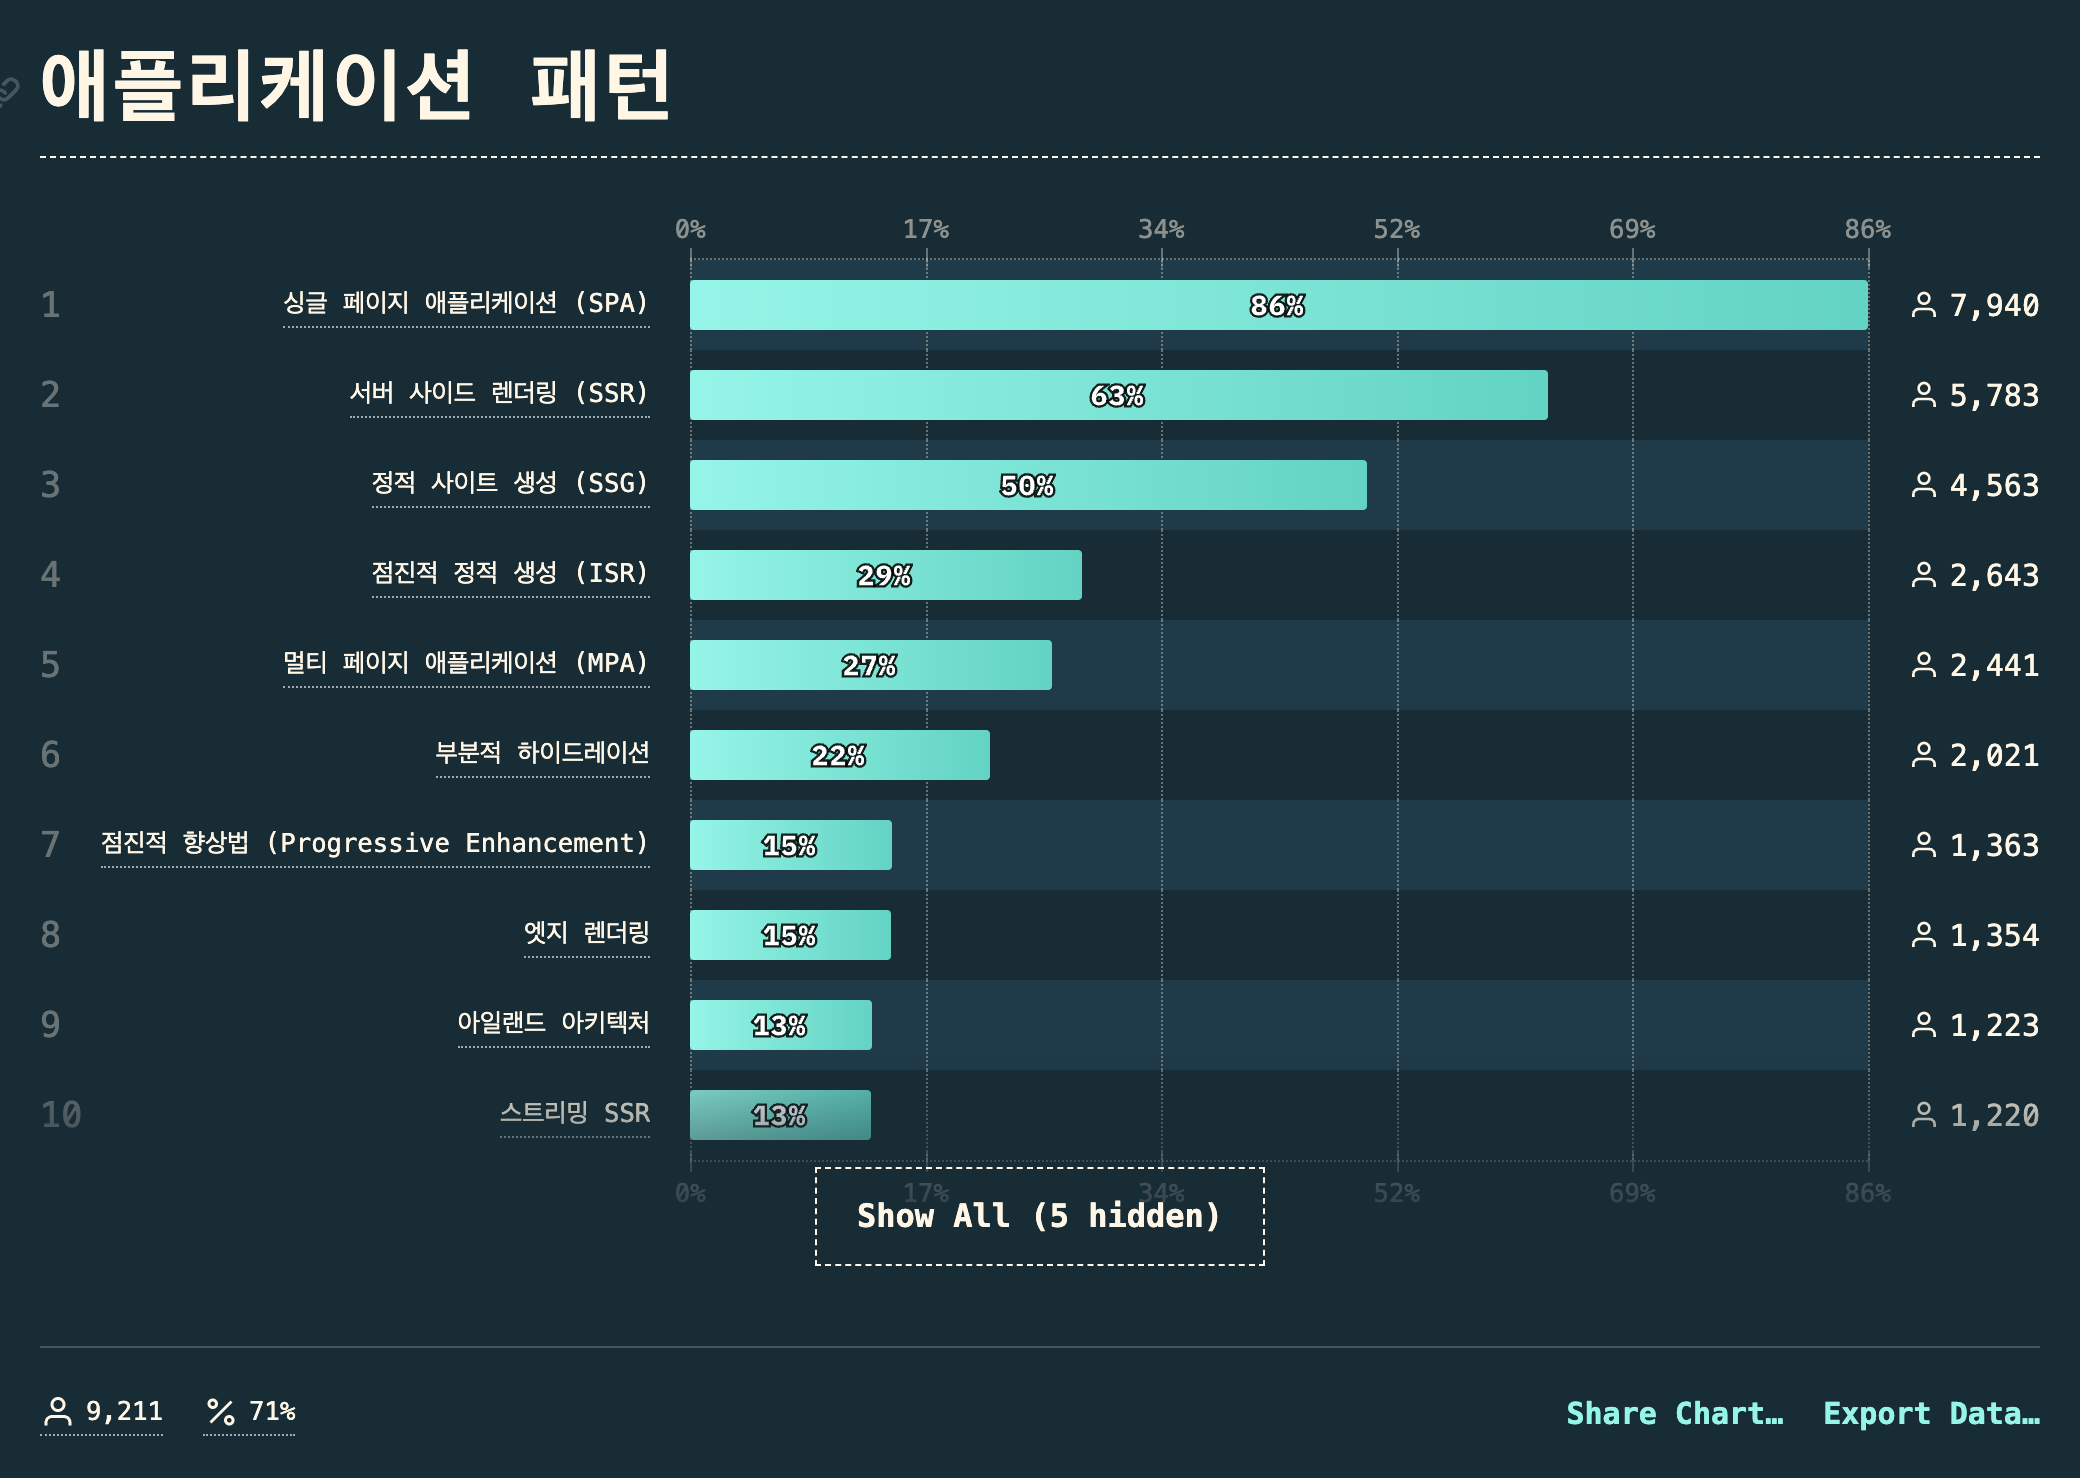 애플리케이션 패턴
0% 17% 34% 52% 69% 86%
1 싱글 페이지 애플리케이션 (SPA) 86% 7,940
2 서버 사이드 렌더링 (SSR) 63% 5,783
3 정적 사이트 생성 (SSG) 50% 4,563
4 점진적 정적 생성 (ISR) 29% 2,643
5 멀티 페이지 애플리케이션 (MPA) 27% 2,441
6 부분적 하이드레이션 22% 2,021
7 점진적 향상법 (Progressive Enhancement) 15% 1,363
8 엣지 렌더링 15% 1,354
9 아일랜드 아키텍처 13% 1,223
10 스트리밍 SSR 13% 1,220
0% 17% 34% 52% 69% 86%
Show All (5 hidden)
9,211 71% Share Chart… Export Data…